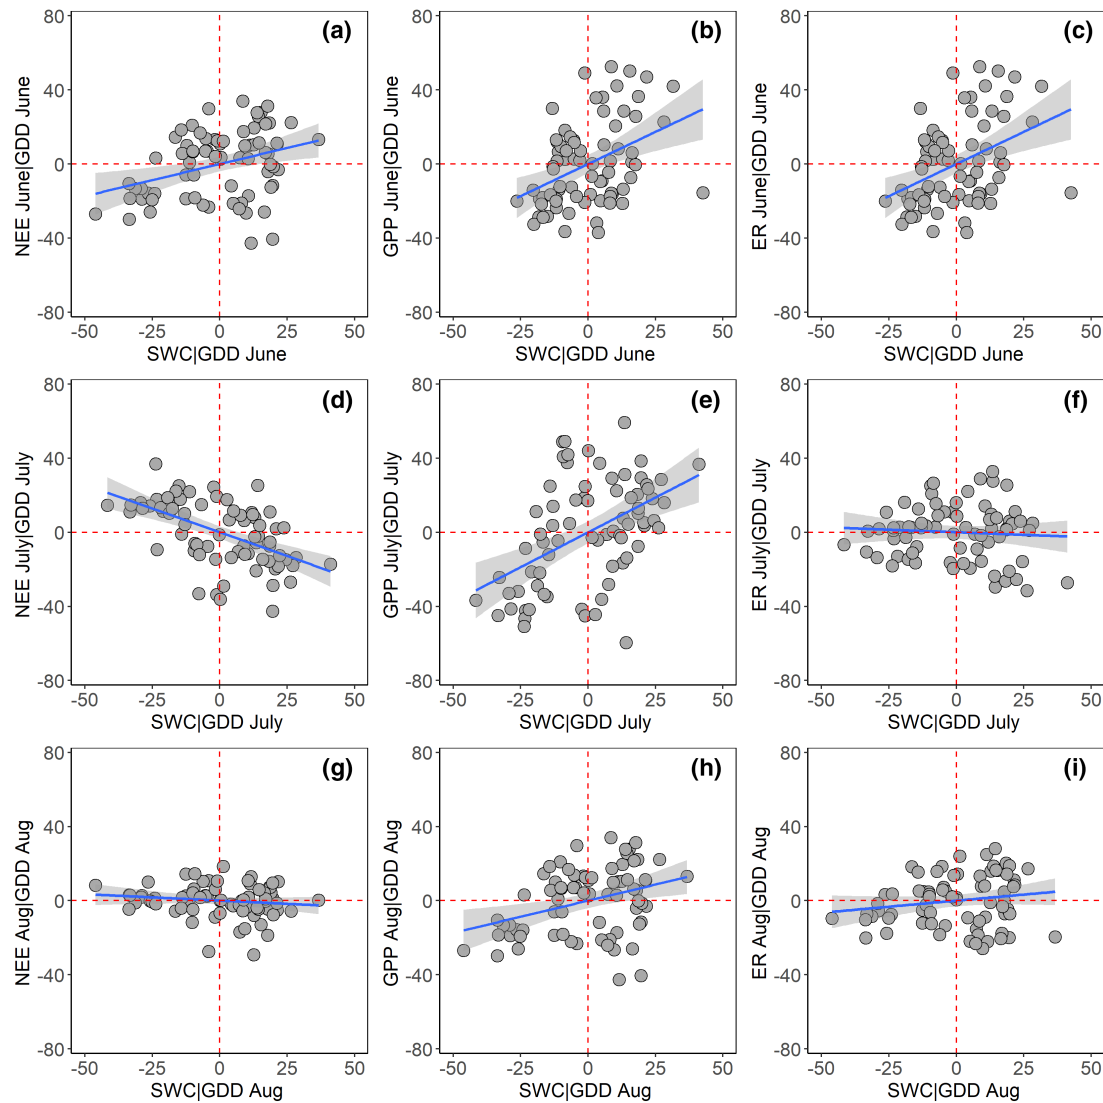 (a)
NEE June|GDD June
80
40
0
-40
-80
-50 -25 0 25 50
SWC|GDD June
(b)
GPP June|GDD June
80
40
0
-40
-80
-50 -25 0 25 50
SWC|GDD June
(c)
ER June|GDD June
80
40
0
-40
-80
-50 -25 0 25 50
SWC|GDD June
(d)
NEE July|GDD July
80
40
0
-40
-80
-50 -25 0 25 50
SWC|GDD July
(e)
GPP July|GDD July
80
40
0
-40
-80
-50 -25 0 25 50
SWC|GDD July
(f)
ER July|GDD July
80
40
0
-40
-80
-50 -25 0 25 50
SWC|GDD July
(g)
NEE Aug|GDD Aug
80
40
0
-40
-80
-50 -25 0 25 50
SWC|GDD Aug
(h)
GPP Aug|GDD Aug
80
40
0
-40
-80
-50 -25 0 25 50
SWC|GDD Aug
(i)
ER Aug|GDD Aug
80
40
0
-40
-80
-50 -25 0 25 50
SWC|GDD Aug